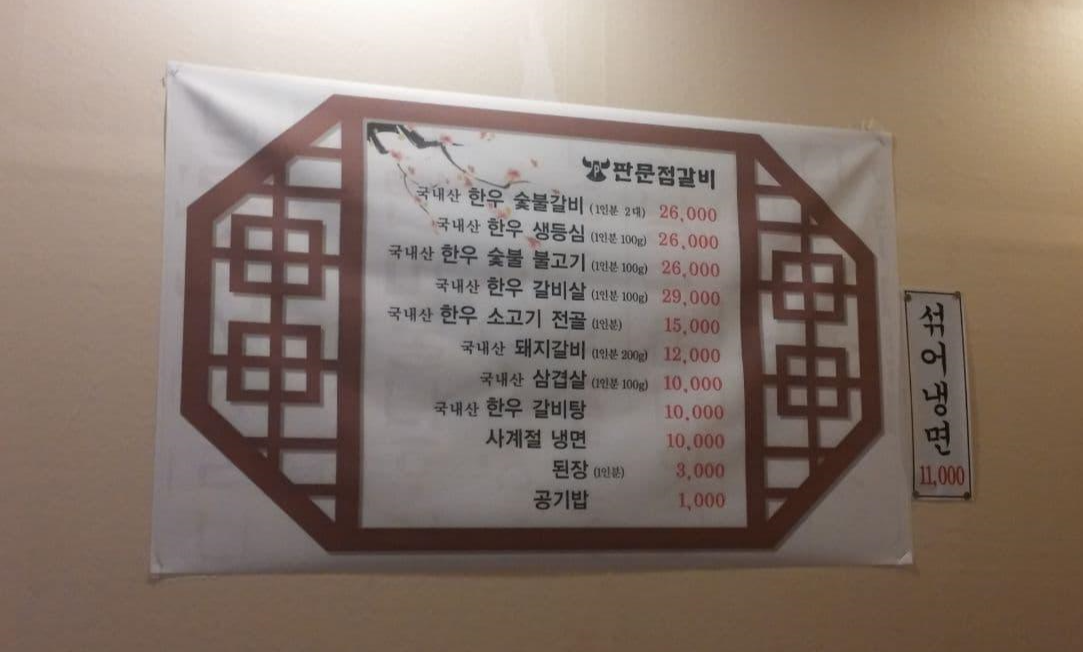 판문점갈비
국내산 한우 숯불갈비 (1인분 2대) 26,000
국내산 한우 생등심 (1인분 100g) 26,000
국내산 한우 숯불 불고기 (1인분 100g) 26,000
국내산 한우 갈비살 (1인분 100g) 29,000
국내산 한우 소고기 전골 (1인분) 15,000
국내산 돼지갈비 (1인분 200g) 12,000
국내산 삼겹살 (1인분 100g) 10,000
국내산 한우 갈비탕 10,000
사계절 냉면 10,000
된장 (1인분) 3,000
공기밥 1,000
섞어냉면
11,000